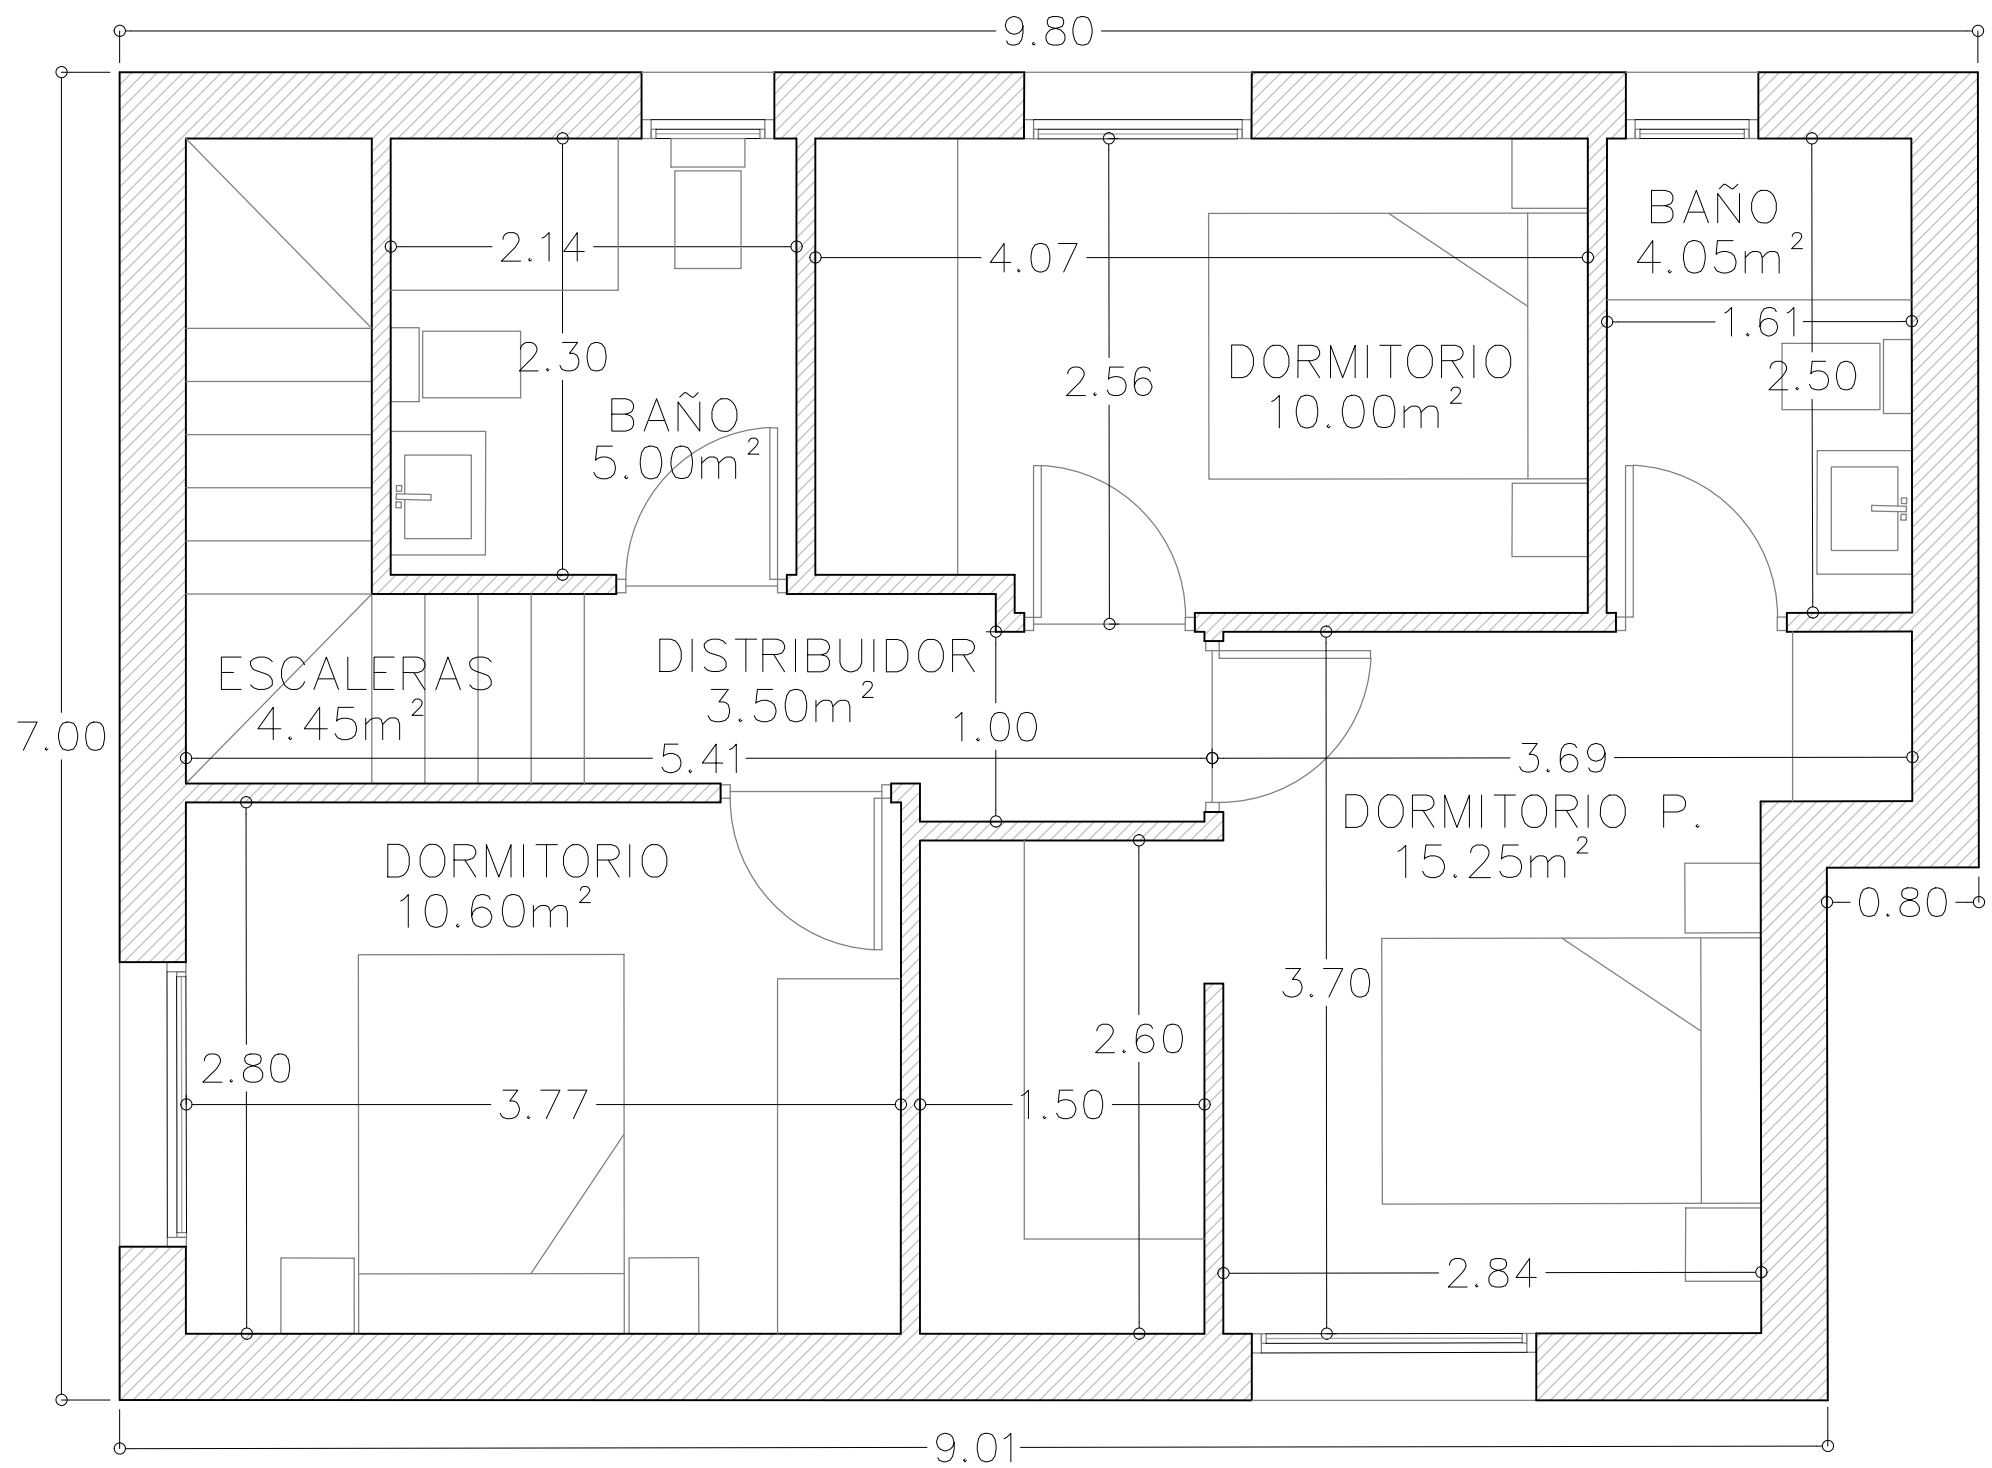 9.80
BAÑO
4.05m²
2.14
4.07
1.61
2.30
2.56
DORMITORIO
10.00m²
2.50
BAÑO
5.00m²
ESCALERAS
4.45m²
DISTRIBUIDOR
3.50m²
1.00
7.00
5.41
3.69
DORMITORIO P.
15.25m²
DORMITORIO
10.60m²
0.80
3.70
2.80
2.60
3.77
1.50
2.84
9.01